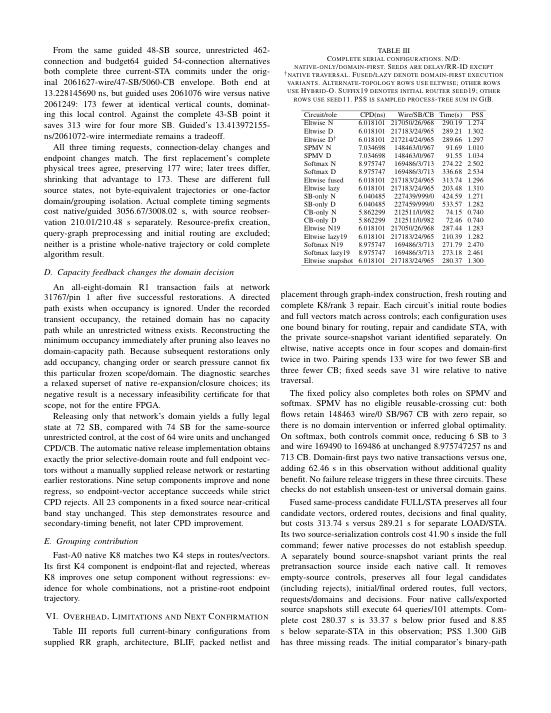 From the same guided 48-SB source, unrestricted 462-
connection and budget64 guided 54-connection alternatives
both complete three current-STA commits under the orig-
inal 2061627-wire/47-SB/5060-CB envelope. Both end at
13.228145690 ns, but guided uses 2061076 wire versus native
2061249: 173 fewer at identical vertical counts, dominat-
ing this local control. Against the complete 43-SB point it
saves 313 wire for four more SB. Guided's 13.413972155-
ns/2061072-wire intermediate remains a tradeoff.
All three timing requests, connection-delay changes and
endpoint changes match. The first replacement's complete
physical trees agree, preserving 177 wire; later trees differ,
shrinking that advantage to 173. These are different full
source states, not byte-equivalent trajectories or one-factor
domain/grouping isolation. Actual complete timing segments
cost native/guided 3056.67/3008.02 s, with source reobser-
vation 210.01/210.48 s separately. Resource-prefix creation,
query-graph preprocessing and initial routing are excluded;
neither is a pristine whole-native trajectory or cold complete
algorithm result.
D. Capacity feedback changes the domain decision
An all-eight-domain R1 transaction fails at network
31767/pin 1 after five successful restorations. A directed
path exists when occupancy is ignored. Under the recorded
transient occupancy, the retained domain has no capacity
path while an unrestricted witness exists. Reconstructing the
minimum occupancy immediately after pruning also leaves no
domain-capacity path. Because subsequent restorations only
add occupancy, changing order or search pressure cannot fix
this particular frozen scope/domain. The diagnostic searches
a relaxed superset of native re-expansion/closure choices; its
negative result is a necessary infeasibility certificate for that
scope, not for the entire FPGA.
Releasing only that network's domain yields a fully legal
state at 72 SB, compared with 74 SB for the same-source
unrestricted control, at the cost of 64 wire units and unchanged
CPD/CB. The automatic native release implementation obtains
exactly the prior selective-domain route and full endpoint vec-
tors without a manually supplied release network or restarting
earlier restorations. Nine setup components improve and none
regress, so endpoint-vector acceptance succeeds while strict
CPD rejects. All 23 components in a fixed source near-critical
band stay unchanged. This step demonstrates resource and
secondary-timing benefit, not later CPD improvement.
E. Grouping contribution
Fast-A0 native K8 matches two K4 steps in routes/vectors.
Its first K4 component is endpoint-flat and rejected, whereas
K8 improves one setup component without regressions: ev-
idence for whole combinations, not a pristine-root endpoint
trajectory.
VI. Overhead, Limitations and Next Confirmation
Table III reports full current-binary configurations from
supplied RR graph, architecture, BLIF, packed netlist and
TABLE III
Complete serial configurations. N/D:
native-only/domain-first. Seeds are delay/RR-ID except
†native traversal. Fused/lazy denote domain-first execution
variants. Alternate-topology rows use Eltwise; other rows
use Hybrid-O. Suffix19 denotes initial router seed19; other
rows use seed11. PSS is sampled process-tree sum in GiB.
Circuit/role CPD(ns) Wire/SB/CB Time(s) PSS
Eltwise N 6.018101 217050/26/968 290.19 1.274
Eltwise D 6.018101 217183/24/965 289.21 1.302
Eltwise D† 6.018101 217214/24/965 289.66 1.297
SPMV N 7.034698 148463/0/967 91.69 1.010
SPMV D 7.034698 148463/0/967 91.55 1.034
Softmax N 8.975747 169486/3/713 274.22 2.502
Softmax D 8.975747 169486/3/713 336.68 2.534
Eltwise fused 6.018101 217183/24/965 313.74 1.296
Eltwise lazy 6.018101 217183/24/965 203.48 1.310
SB-only N 6.040485 227439/999/0 424.59 1.271
SB-only D 6.040485 227459/999/0 533.57 1.282
CB-only N 5.862299 212511/0/982 74.15 0.740
CB-only D 5.862299 212511/0/982 72.46 0.740
Eltwise N19 6.018101 217050/26/968 287.44 1.283
Eltwise lazy19 6.018101 217183/24/965 210.39 1.282
Softmax N19 8.975747 169486/3/713 271.79 2.470
Softmax lazy19 8.975747 169486/3/713 273.18 2.461
Eltwise snapshot 6.018101 217183/24/965 280.37 1.300
placement through graph-index construction, fresh routing and
complete K8/rank 3 repair. Each circuit's initial route bodies
and full vectors match across controls; each configuration uses
one bound binary for routing, repair and candidate STA, with
the private source-snapshot variant identified separately. On
eltwise, native accepts once in four scopes and domain-first
twice in two. Pairing spends 133 wire for two fewer SB and
three fewer CB; fixed seeds save 31 wire relative to native
traversal.
The fixed policy also completes both roles on SPMV and
softmax. SPMV has no eligible reusable-crossing cut: both
flows retain 148463 wire/0 SB/967 CB with zero repair, so
there is no domain intervention or inferred global optimality.
On softmax, both controls commit once, reducing 6 SB to 3
and wire 169490 to 169486 at unchanged 8.975747257 ns and
713 CB. Domain-first pays two native transactions versus one,
adding 62.46 s in this observation without additional quality
benefit. No failure release triggers in these three circuits. These
checks do not establish unseen-test or universal domain gains.
Fused same-process candidate FULL/STA preserves all four
candidate vectors, ordered routes, decisions and final quality,
but costs 313.74 s versus 289.21 s for separate LOAD/STA.
Its two source-serialization controls cost 41.90 s inside the full
command; fewer native processes do not establish speedup.
A separately bound source-snapshot variant prints the real
pretransaction source inside each native call. It removes
empty-source controls, preserves all four legal candidates
(including rejects), initial/final ordered routes, full vectors,
requests/domains and decisions. Four native calls/exported
source snapshots still execute 64 queries/101 attempts. Com-
plete cost 280.37 s is 33.37 s below prior fused and 8.85
s below separate-STA in this observation; PSS 1.300 GiB
has three missing reads. The initial comparator's binary-path